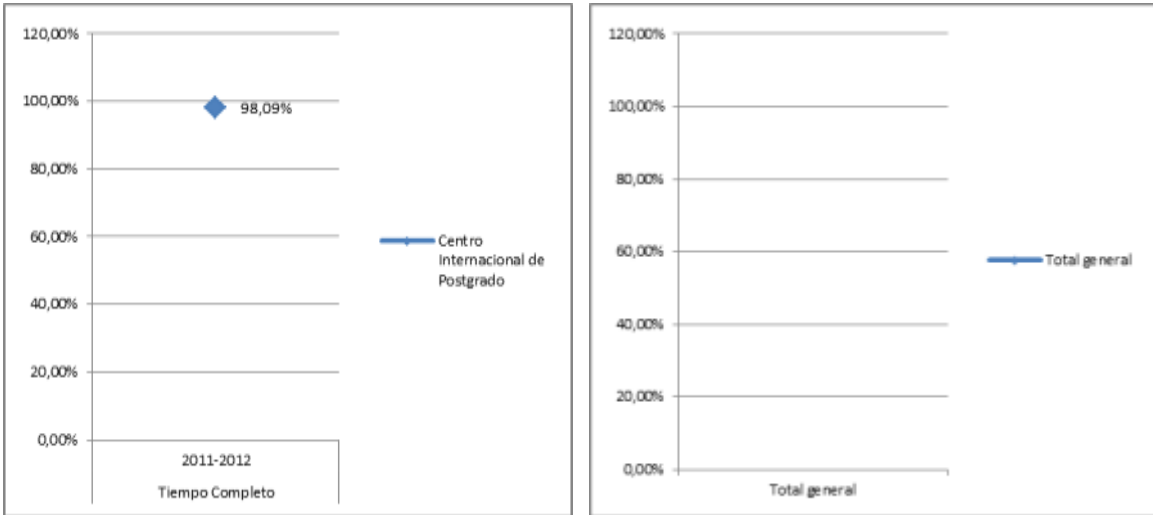 120,00%
100,00%
98,09%
80,00%
60,00%
40,00%
20,00%
0,00%
2011-2012
Tiempo Completo
Centro
Internacional de
Postgrado
120,00%
100,00%
80,00%
60,00%
40,00%
20,00%
0,00%
Total general
Total general